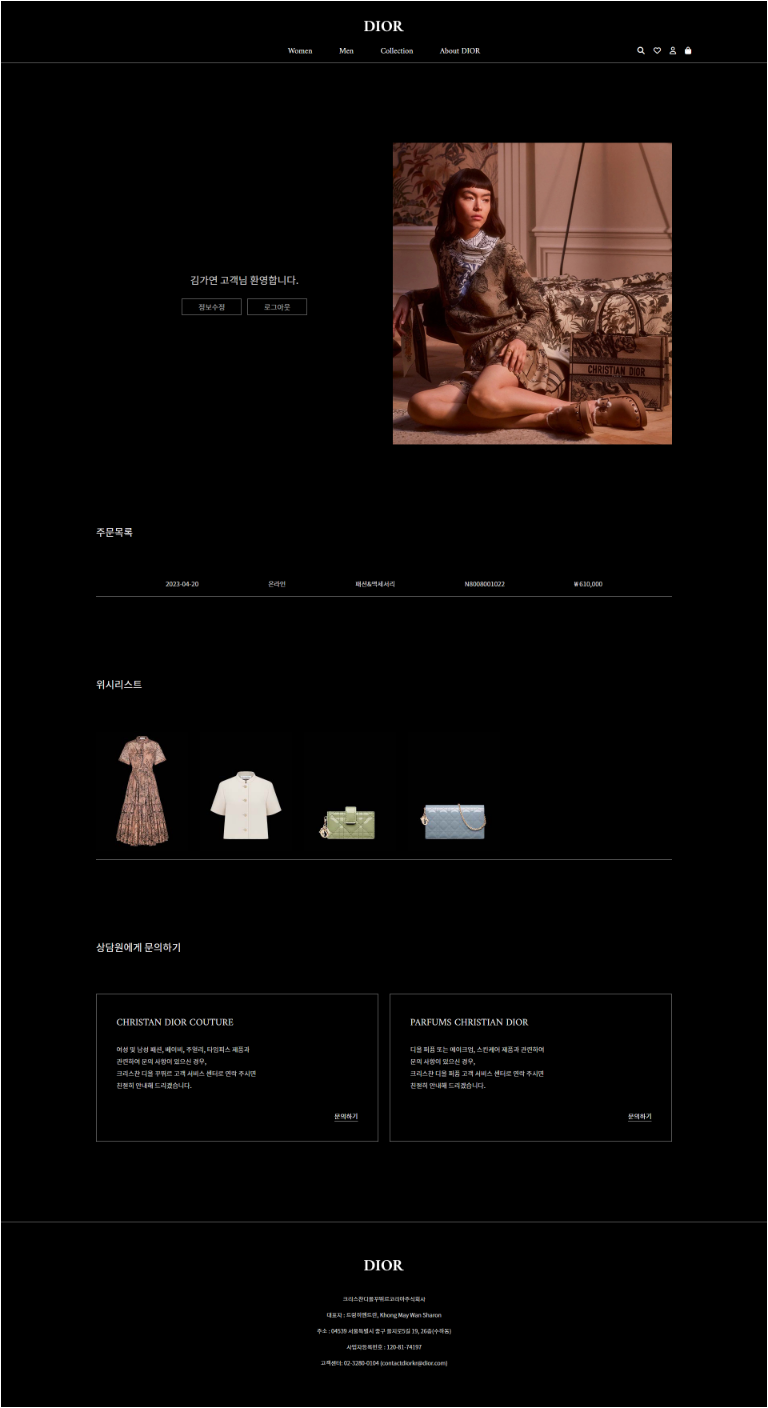 DIOR
Women Men Collection About DIOR
김가연 고객님 환영합니다.
정보수정 로그아웃
CHRISTIAN DIOR
주문목록
2023-04-20 온라인 패션&액세서리 N8008001022 ₩610,000
위시리스트
상담원에게 문의하기
CHRISTAN DIOR COUTURE
여성 및 남성 패션, 베이비, 주얼리, 타임피스 제품과
관련하여 문의 사항이 있으신 경우,
크리스챤 디올 꾸뛰르 고객 서비스 센터로 연락 주시면
친절히 안내해 드리겠습니다.
문의하기
PARFUMS CHRISTIAN DIOR
디올 퍼퓸 또는 메이크업, 스킨케어 제품과 관련하여
문의 사항이 있으신 경우,
크리스챤 디올 퍼퓸 고객 서비스 센터로 연락 주시면
친절히 안내해 드리겠습니다.
문의하기
DIOR
크리스챤디올꾸뛰르코리아주식회사
대표자 : Khong May Wan Sharon
주소 : 04539 서울특별시 중구 을지로5길 19, 26층(수하동)
사업자등록번호 : 120-81-74197
고객센터: 02-3280-0104 (contactdiorkr@dior.com)